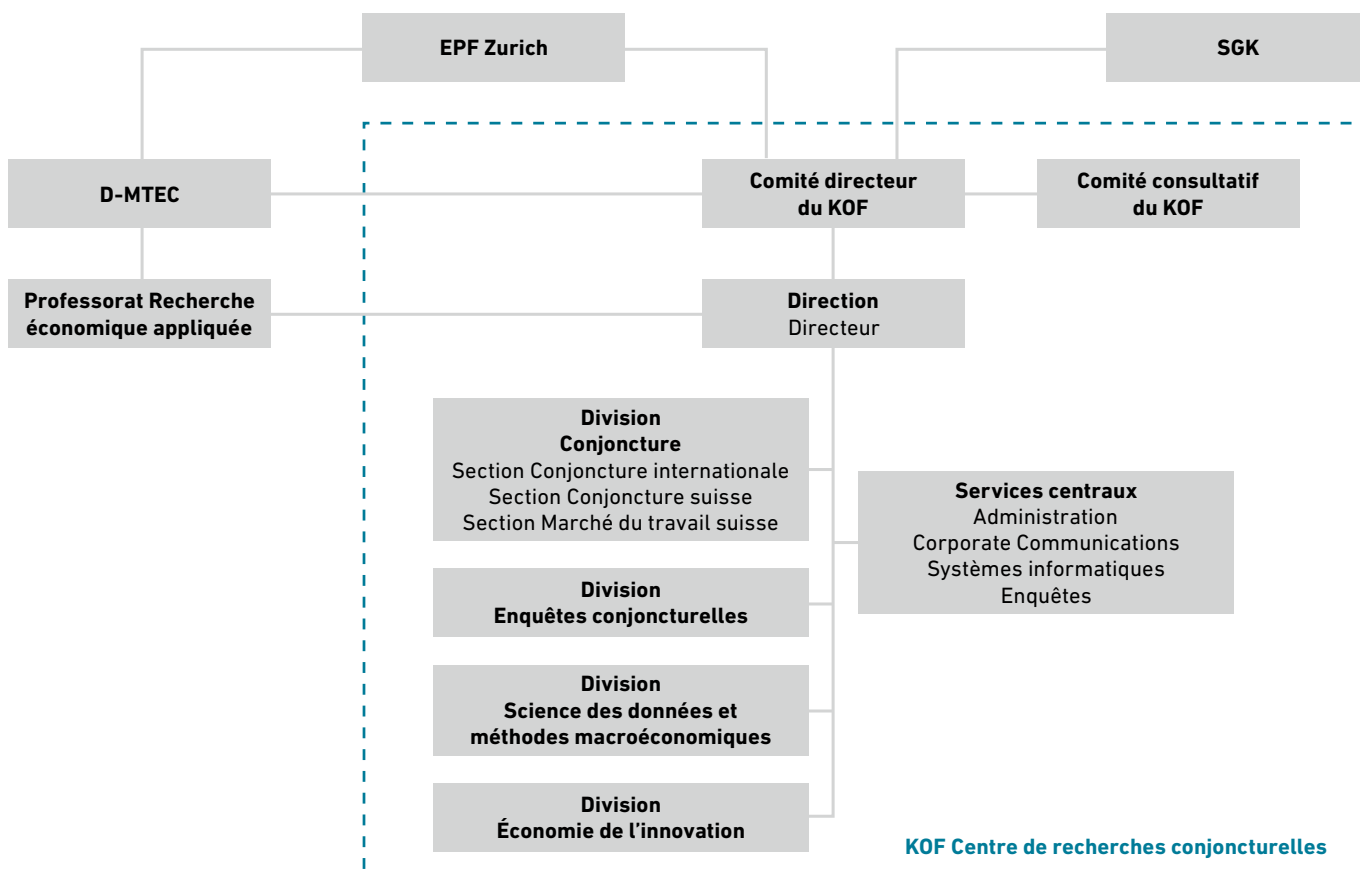 EPF Zurich
SGK
D-MTEC
Comité directeur
du KOF
Comité consultatif
du KOF
Professorat Recherche
économique appliquée
Direction
Directeur
Division
Conjoncture
Section Conjoncture internationale
Section Conjoncture suisse
Section Marché du travail suisse
Services centraux
Administration
Corporate Communications
Systèmes informatiques
Enquêtes
Division
Enquêtes conjoncturelles
Division
Science des données et
méthodes macroéconomiques
Division
Économie de l’innovation
KOF Centre de recherches conjoncturelles